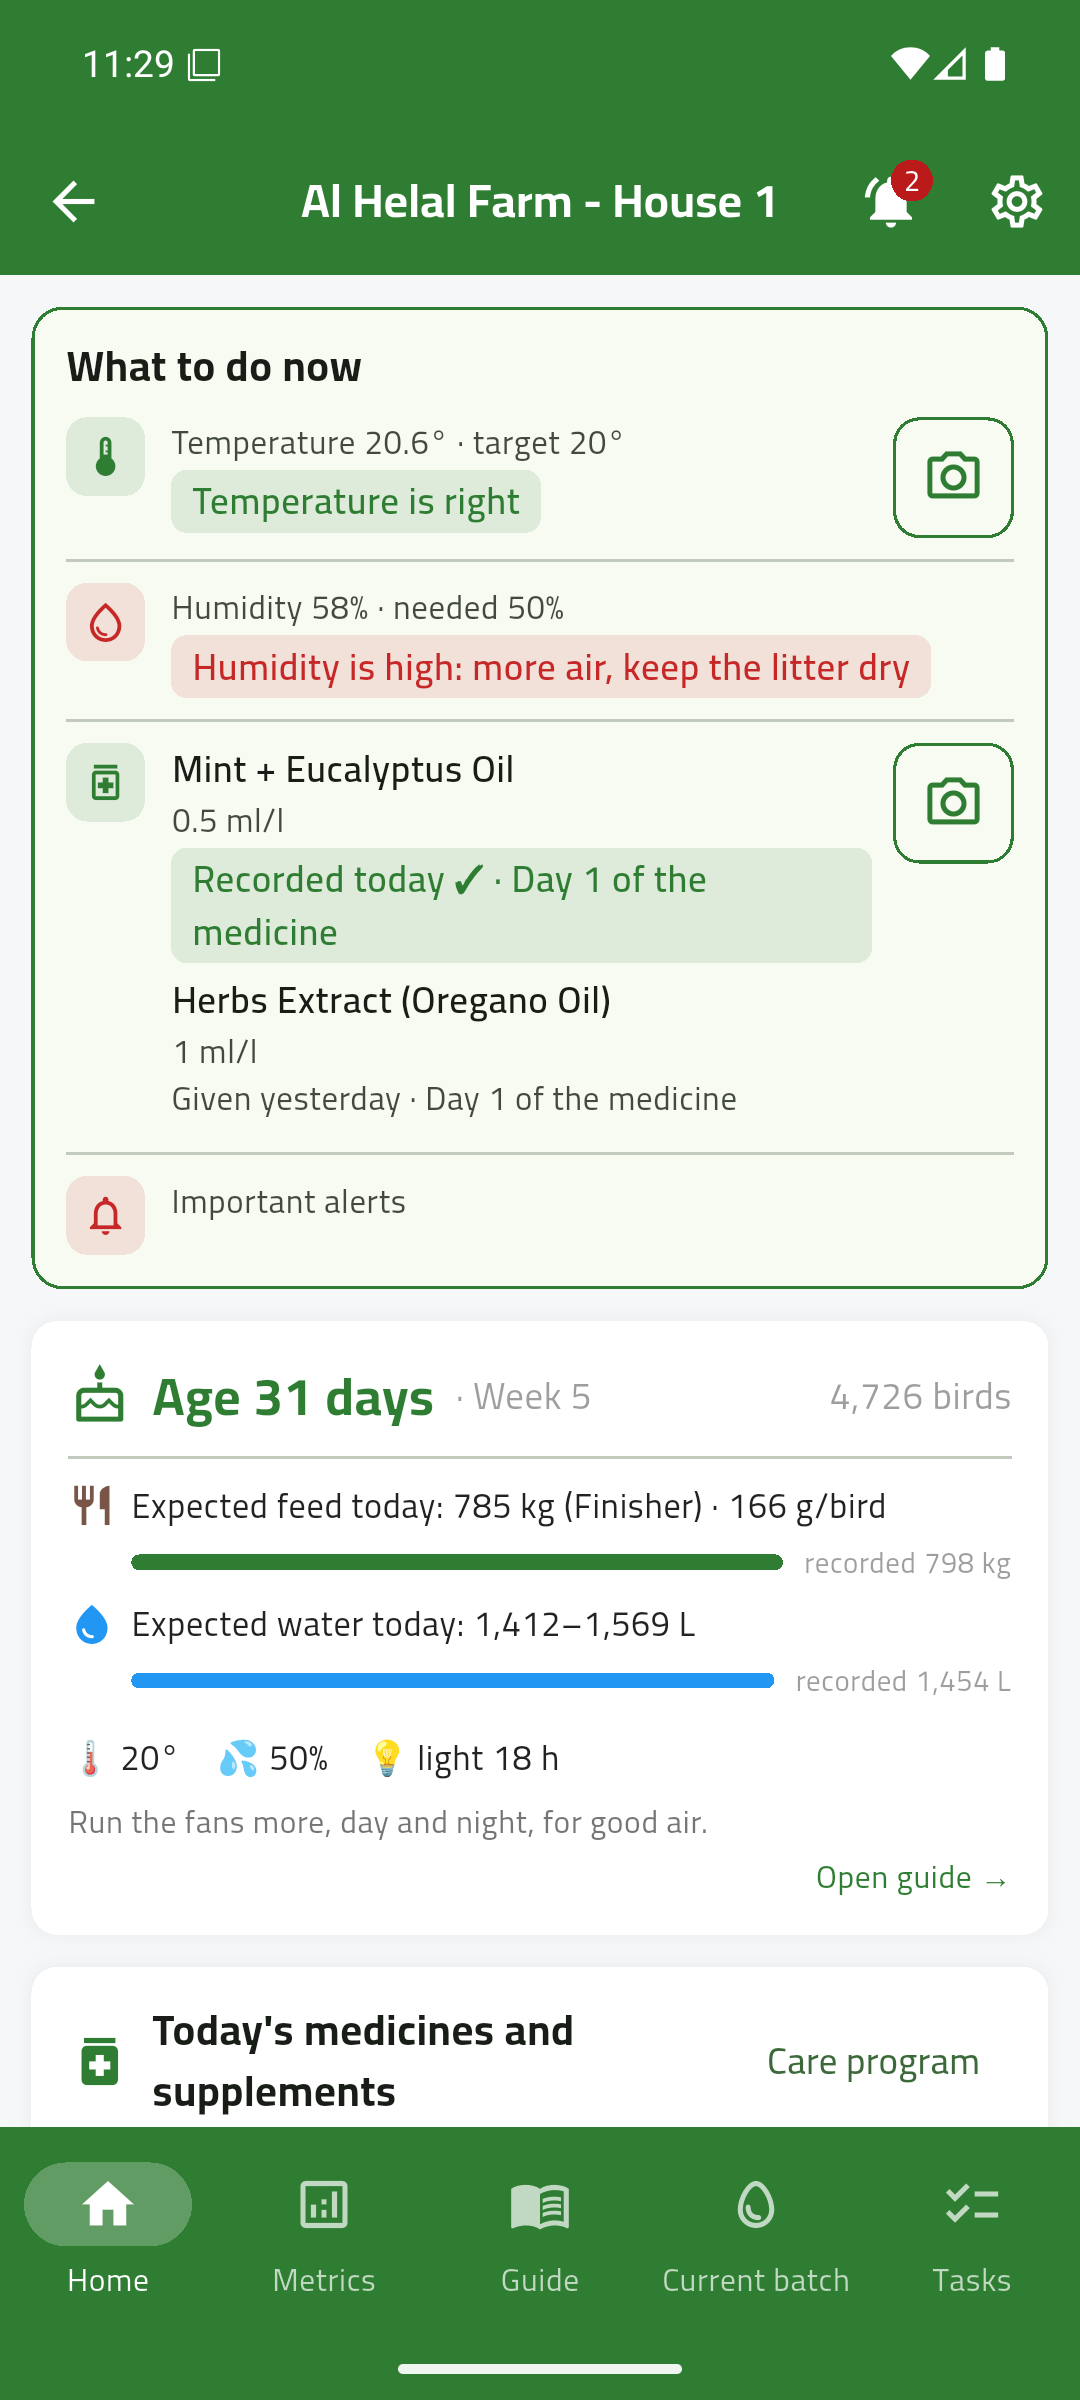 11:29
Al Helal Farm - House 1
2
What to do now
Temperature 20.6° · target 20°
Temperature is right
Humidity 58% · needed 50%
Humidity is high: more air, keep the litter dry
Mint + Eucalyptus Oil
0.5 ml/l
Recorded today ✓ · Day 1 of the
medicine
Herbs Extract (Oregano Oil)
1 ml/l
Given yesterday · Day 1 of the medicine
Important alerts
Age 31 days · Week 5 4,726 birds
Expected feed today: 785 kg (Finisher) · 166 g/bird
recorded 798 kg
Expected water today: 1,412–1,569 L
recorded 1,454 L
20° 50% light 18 h
Run the fans more, day and night, for good air.
Open guide →
Today's medicines and
supplements
Care program
Home Metrics Guide Current batch Tasks